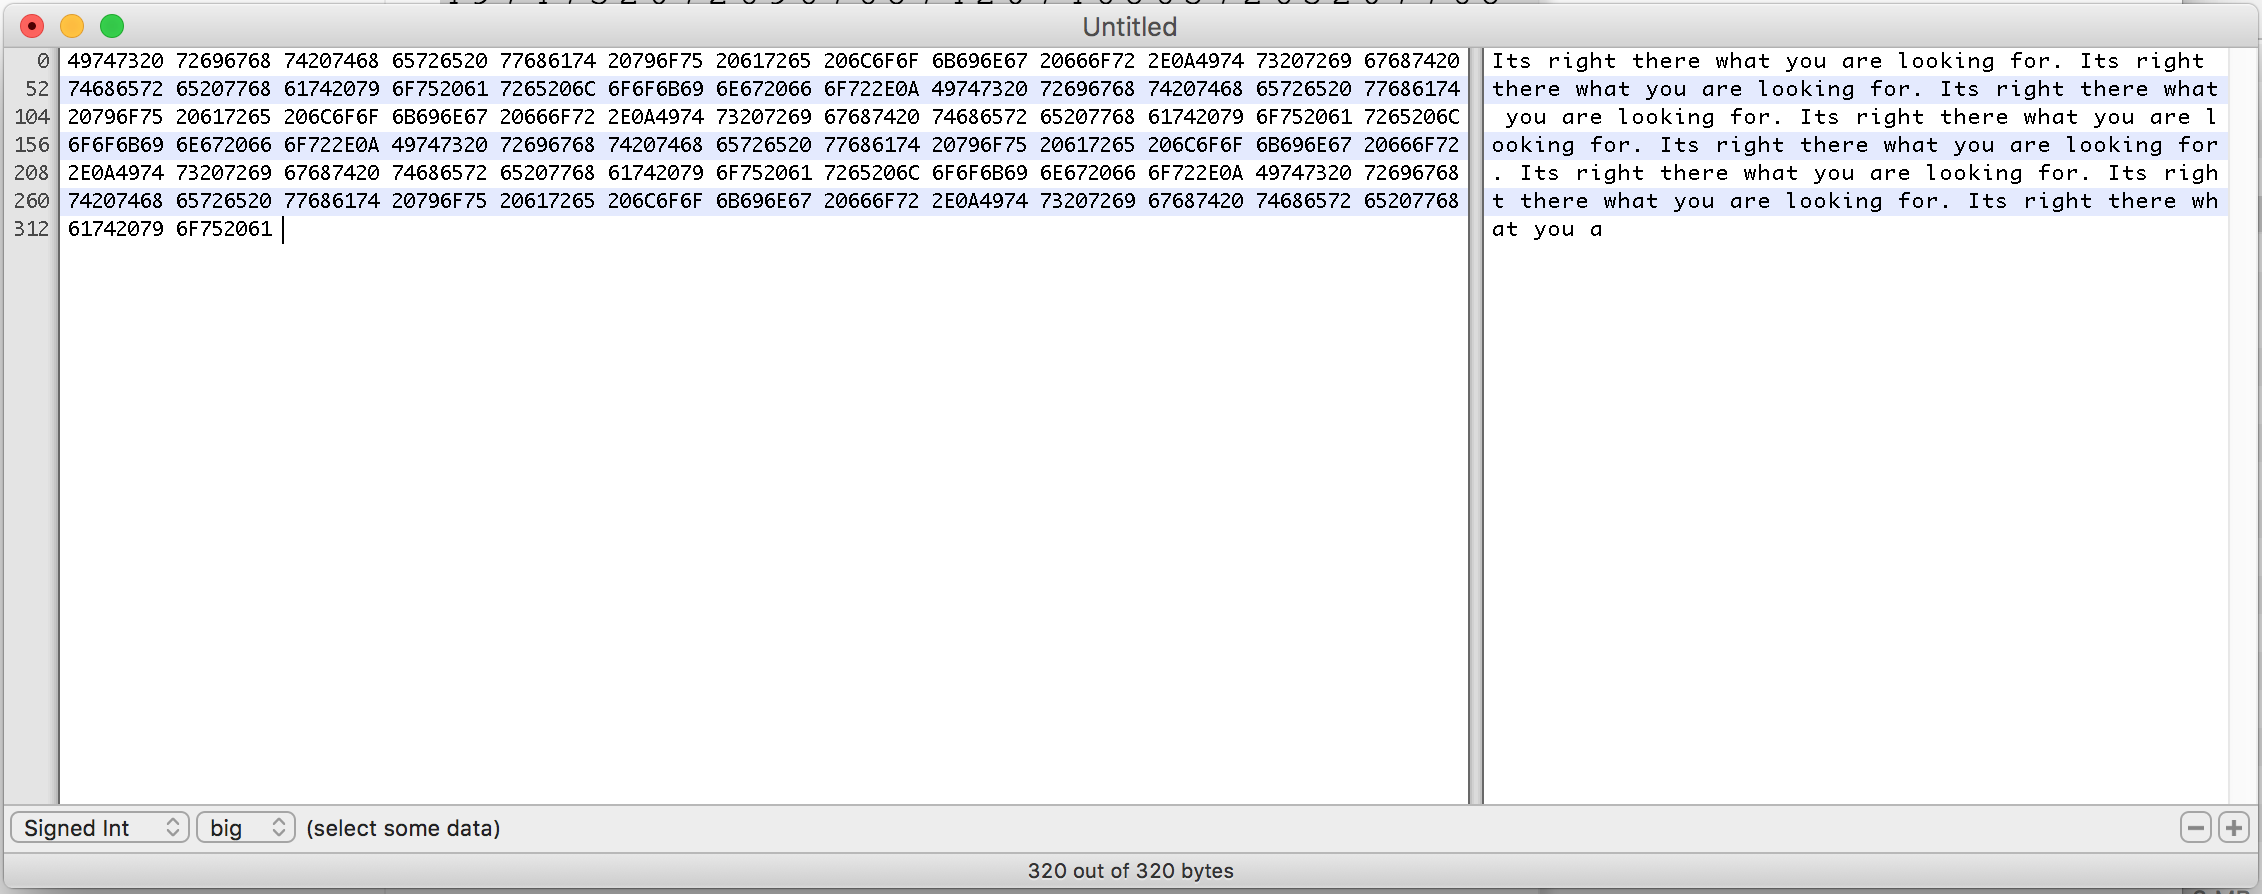 Untitled
0 49747320 72696768 74207468 65726520 77686174 20796F75 20617265 206C6F6F 6B696E67 20666F72 2E0A4974 73207269 67687420 Its right there what you are looking for. Its right
52 74686572 65207768 61742079 6F752061 7265206C 6F6F6B69 6E672066 6F722E0A 49747320 72696768 74207468 65726520 77686174 there what you are looking for. Its right there what
104 20796F75 20617265 206C6F6F 6B696E67 20666F72 2E0A4974 73207269 67687420 74686572 65207768 61742079 6F752061 7265206C you are looking for. Its right there what you are l
156 6F6F6B69 6E672066 6F722E0A 49747320 72696768 74207468 65726520 77686174 20796F75 20617265 206C6F6F 6B696E67 20666F72 ooking for. Its right there what you are looking for
208 2E0A4974 73207269 67687420 74686572 65207768 61742079 6F752061 7265206C 6F6F6B69 6E672066 6F722E0A 49747320 72696768 . Its right there what you are looking for. Its righ
260 74207468 65726520 77686174 20796F75 20617265 206C6F6F 6B696E67 20666F72 2E0A4974 73207269 67687420 74686572 65207768 t there what you are looking for. Its right there wh
312 61742079 6F752061 at you a
Signed Int big (select some data)
320 out of 320 bytes